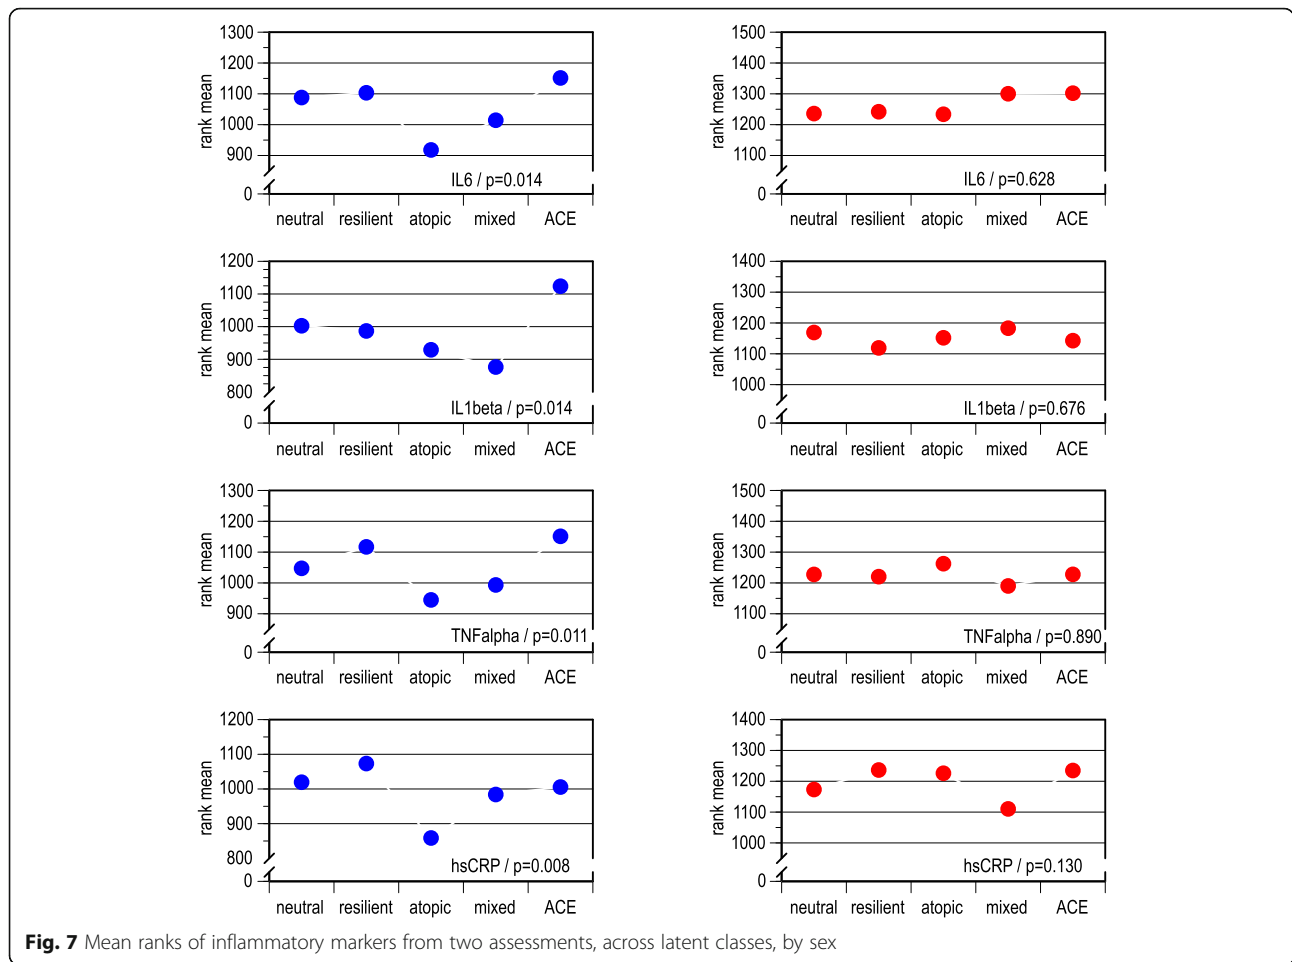 1300
1200
1100
1000
900
0
rank mean
IL6 / p=0.014
neutral resilient atopic mixed ACE
1500
1400
1300
1200
1100
0
rank mean
IL6 / p=0.628
neutral resilient atopic mixed ACE
1200
1100
1000
900
800
0
rank mean
IL1beta / p=0.014
neutral resilient atopic mixed ACE
1400
1300
1200
1100
1000
0
rank mean
IL1beta / p=0.676
neutral resilient atopic mixed ACE
1300
1200
1100
1000
900
0
rank mean
TNFalpha / p=0.011
neutral resilient atopic mixed ACE
1500
1400
1300
1200
1100
0
rank mean
TNFalpha / p=0.890
neutral resilient atopic mixed ACE
1200
1100
1000
900
800
0
rank mean
hsCRP / p=0.008
neutral resilient atopic mixed ACE
1400
1300
1200
1100
1000
0
rank mean
hsCRP / p=0.130
neutral resilient atopic mixed ACE
Fig. 7 Mean ranks of inflammatory markers from two assessments, across latent classes, by sex